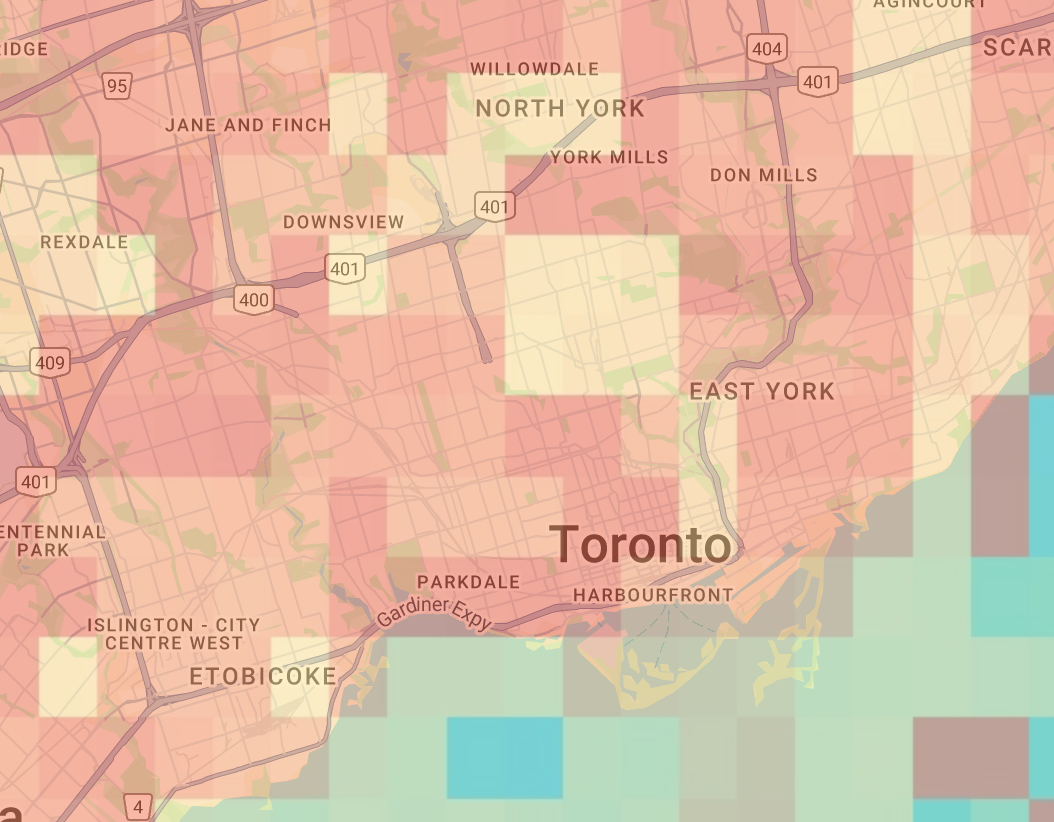 AGINCOURT
RIDGE
404
SCAR
WILLOWDALE
401
95
NORTH YORK
JANE AND FINCH
YORK MILLS
DON MILLS
401
DOWNSVIEW
REXDALE
401
400
409
EAST YORK
401
ENTENNIAL
PARK
Toronto
PARKDALE
HARBOURFRONT
Gardiner Expy
ISLINGTON - CITY
CENTRE WEST
ETOBICOKE
4
a